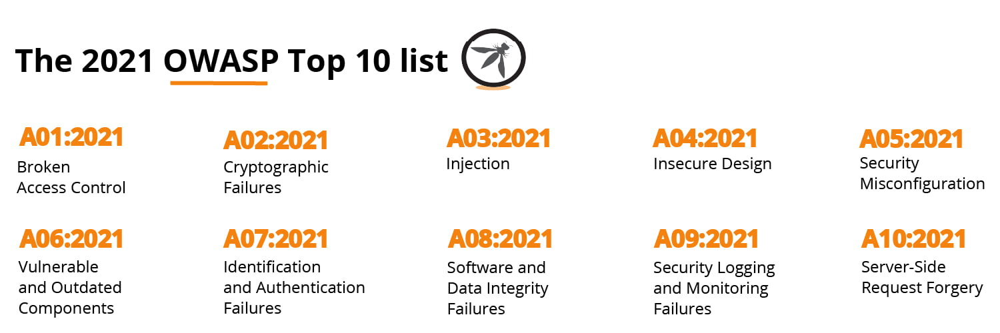 The 2021 OWASP Top 10 list
A01:2021
Broken
Access Control
A02:2021
Cryptographic
Failures
A03:2021
Injection
A04:2021
Insecure Design
A05:2021
Security
Misconfiguration
A06:2021
Vulnerable
and Outdated
Components
A07:2021
Identification
and Authentication
Failures
A08:2021
Software and
Data Integrity
Failures
A09:2021
Security Logging
and Monitoring
Failures
A10:2021
Server-Side
Request Forgery